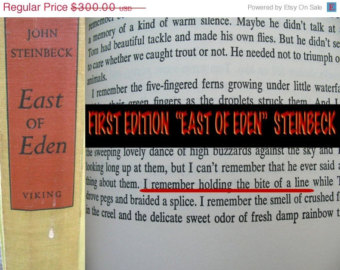 Regular Price $300.00 USD
Powered by Etsy On Sale E
JOHN
STEINBECK
East
OF
Eden
VIKING
a memory of a kind of warm silence. Maybe he didn't talk at
Tom had beautiful tackle and made his own flies. But he didn't se
to care whether we caught trout or not. He needed not to triumph o
animals.
I remember the five-fingered ferns growing under little waterfa
their green fingers as the droplets struck them. And I
FIRST EDITION "EAST OF EDEN" STEINBECK
the sweeping lovely dance of high buzzards against the sky and
looking long up at them, but I can't remember that he ever said a
thing about them. I remember holding the bite of a line while T
drove pegs and braided a splice. I remember the smell of crushed f
in the creel and the delicate sweet odor of fresh damp rainbow t